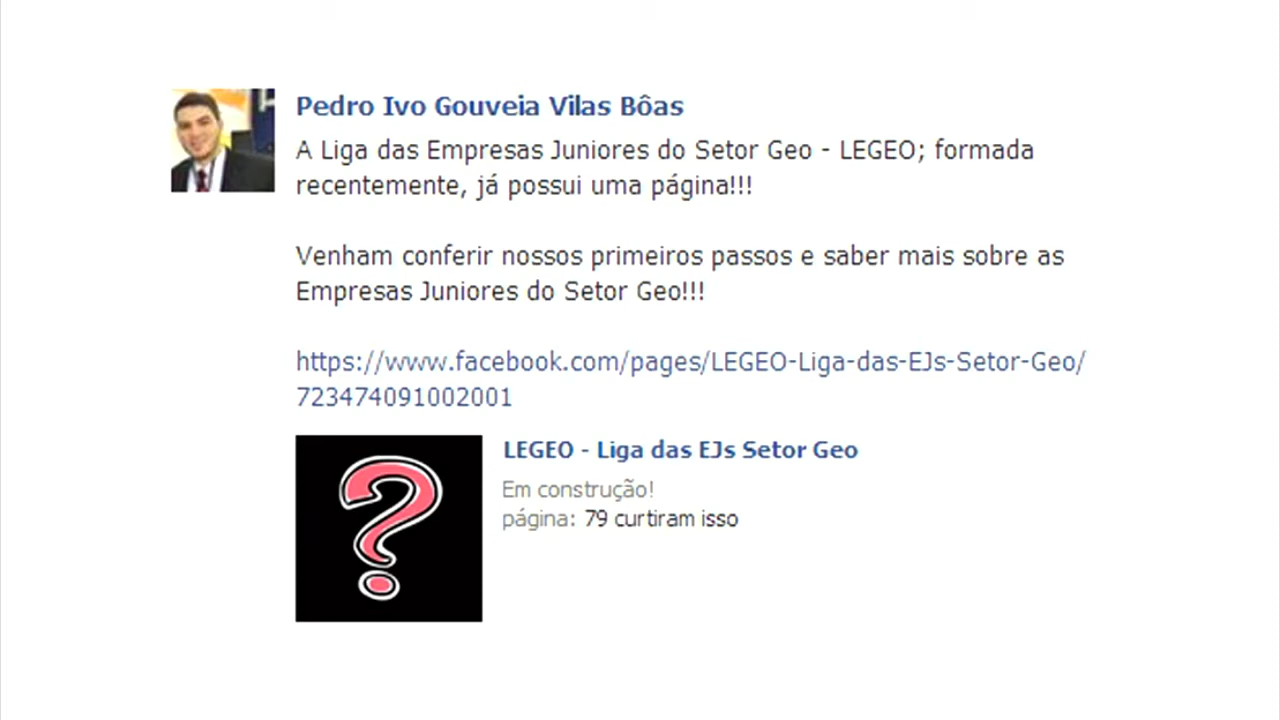 Pedro Ivo Gouveia Vilas Bôas
A Liga das Empresas Juniores do Setor Geo - LEGEO; formada
recentemente, já possui uma página!!!
Venham conferir nossos primeiros passos e saber mais sobre as
Empresas Juniores do Setor Geo!!!
https://www.facebook.com/pages/LEGEO-Liga-das-EJs-Setor-Geo/
723474091002001
LEGEO - Liga das EJs Setor Geo
Em construção!
página: 79 curtiram isso
?